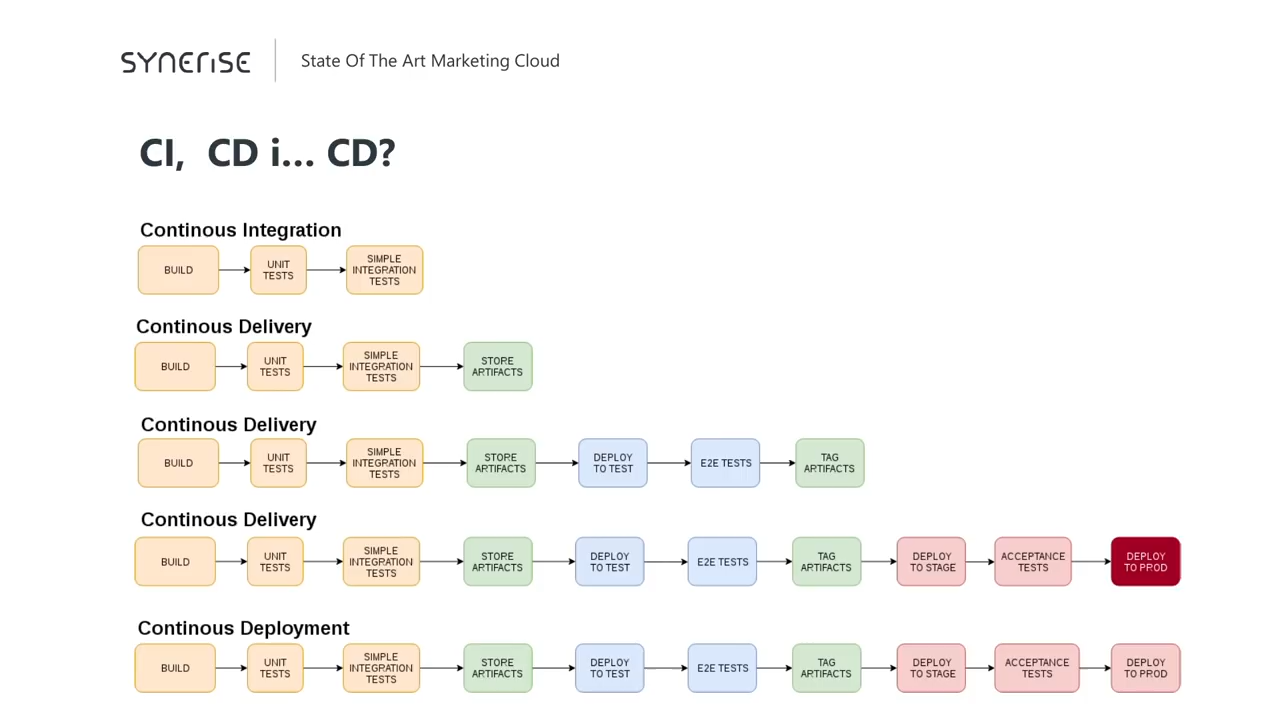 SYNERISE
State Of The Art Marketing Cloud
CI, CD i... CD?
Continous Integration
BUILD
UNIT
TESTS
SIMPLE
INTEGRATION
TESTS
Continous Delivery
BUILD
UNIT
TESTS
SIMPLE
INTEGRATION
TESTS
STORE
ARTIFACTS
Continous Delivery
BUILD
UNIT
TESTS
SIMPLE
INTEGRATION
TESTS
STORE
ARTIFACTS
DEPLOY
TO TEST
E2E TESTS
TAG
ARTIFACTS
Continous Delivery
BUILD
UNIT
TESTS
SIMPLE
INTEGRATION
TESTS
STORE
ARTIFACTS
DEPLOY
TO TEST
E2E TESTS
TAG
ARTIFACTS
DEPLOY
TO STAGE
ACCEPTANCE
TESTS
DEPLOY
TO PROD
Continous Deployment
BUILD
UNIT
TESTS
SIMPLE
INTEGRATION
TESTS
STORE
ARTIFACTS
DEPLOY
TO TEST
E2E TESTS
TAG
ARTIFACTS
DEPLOY
TO STAGE
ACCEPTANCE
TESTS
DEPLOY
TO PROD